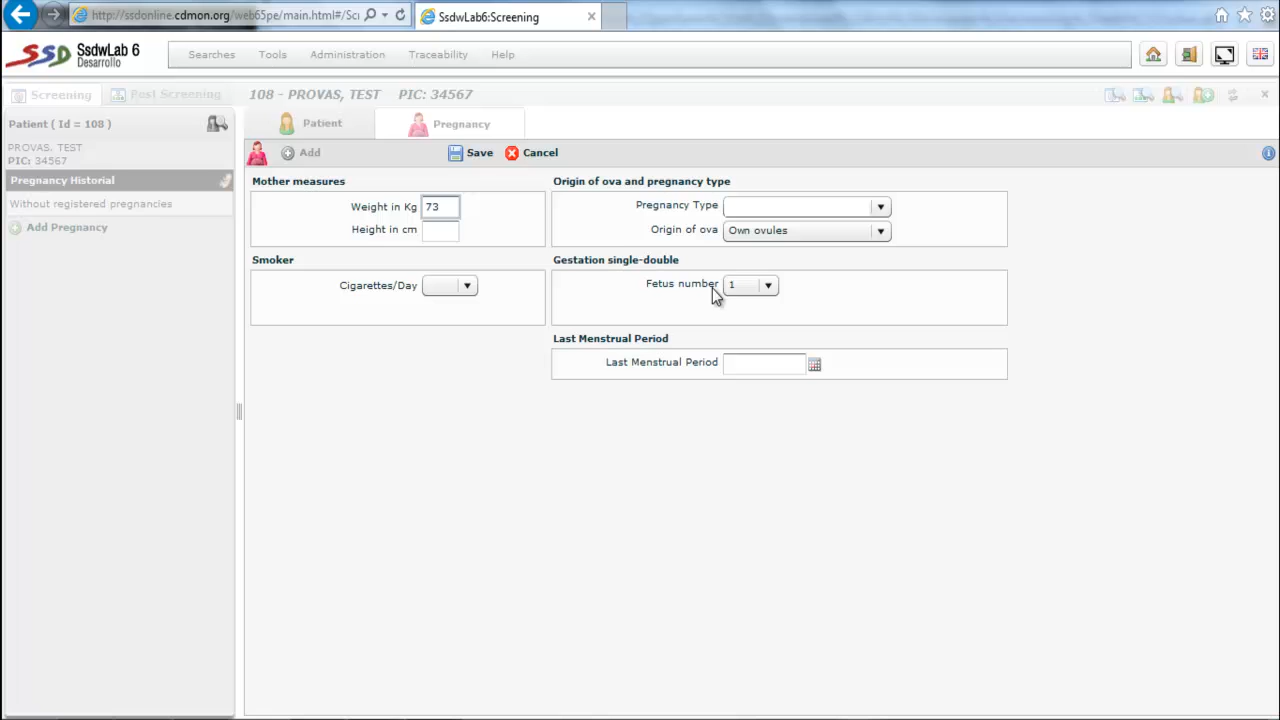 http://ssdonline.cdmon.org/web65pe/main.html#/Scr
SsdwLab6:Screening
SSD SsdwLab 6
Desarrollo
Searches Tools Administration Traceability Help
Screening Post Screening 108 - PROVAS, TEST PIC: 34567
Patient ( Id = 108 )
Patient Pregnancy
PROVAS. TEST
PIC: 34567
Add Save Cancel
Pregnancy Historial
Without registered pregnancies
Add Pregnancy
Mother measures
Weight in Kg 73
Height in cm
Origin of ova and pregnancy type
Pregnancy Type
Origin of ova Own ovules
Smoker
Cigarettes/Day
Gestation single-double
Fetus number 1
Last Menstrual Period
Last Menstrual Period